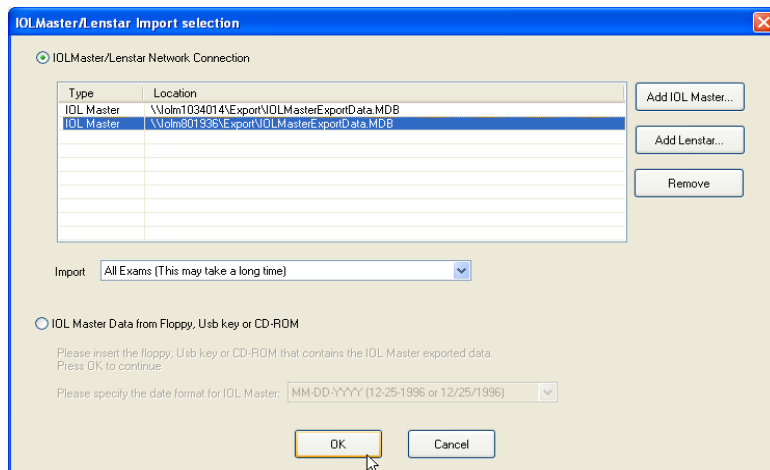 IOLMaster/Lenstar Import selection
IOLMaster/Lenstar Network Connection
Type Location
IOL Master \\Iolm1034014\Export\IOLMasterExportData.MDB
IOL Master \\Iolm801936\Export\IOLMasterExportData.MDB
Add IOL Master...
Add Lenstar...
Remove
Import All Exams (This may take a long time)
IOL Master Data from Floppy, Usb key or CD-ROM
Please insert the floppy, Usb key or CD-ROM that contains the IOL Master exported data.
Press OK to continue
Please specify the date format for IOL Master: MM-DD-YYYY (12-25-1996 or 12/25/1996)
OK Cancel